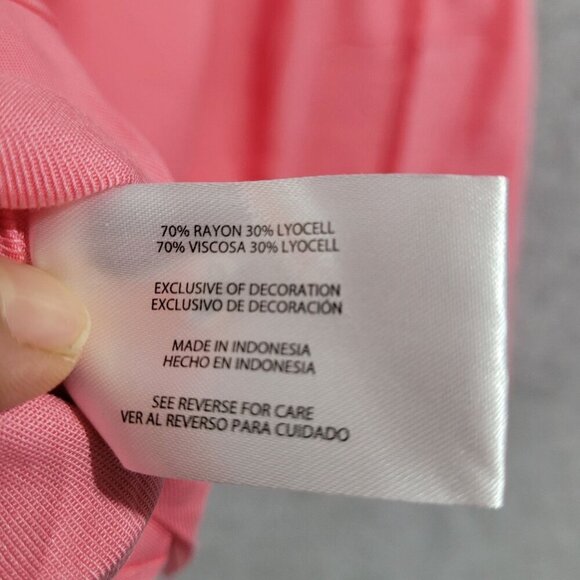 70% RAYON 30% LYOCELL
70% VISCOSA 30% LYOCELL
EXCLUSIVE OF DECORATION
EXCLUSIVO DE DECORACIÓN
MADE IN INDONESIA
HECHO EN INDONESIA
SEE REVERSE FOR CARE
VER AL REVERSO PARA CUIDADO